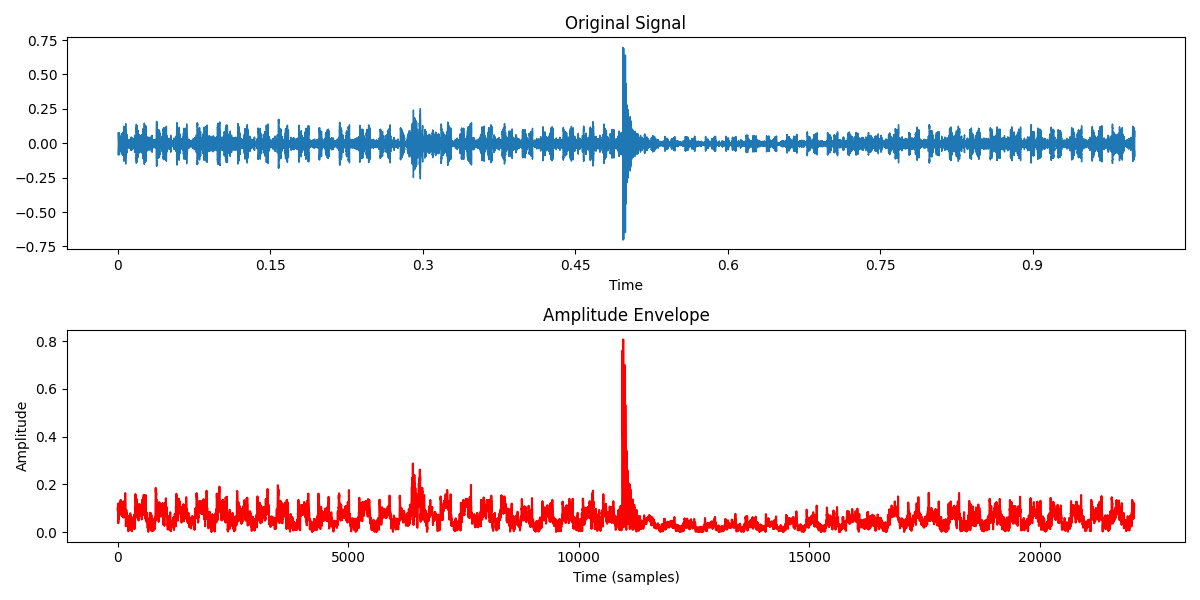 Original Signal
0.75
0.50
0.25
0.00
−0.25
−0.50
−0.75
0 0.15 0.3 0.45 0.6 0.75 0.9
Time
Amplitude Envelope
Amplitude
0.8
0.6
0.4
0.2
0.0
0 5000 10000 15000 20000
Time (samples)